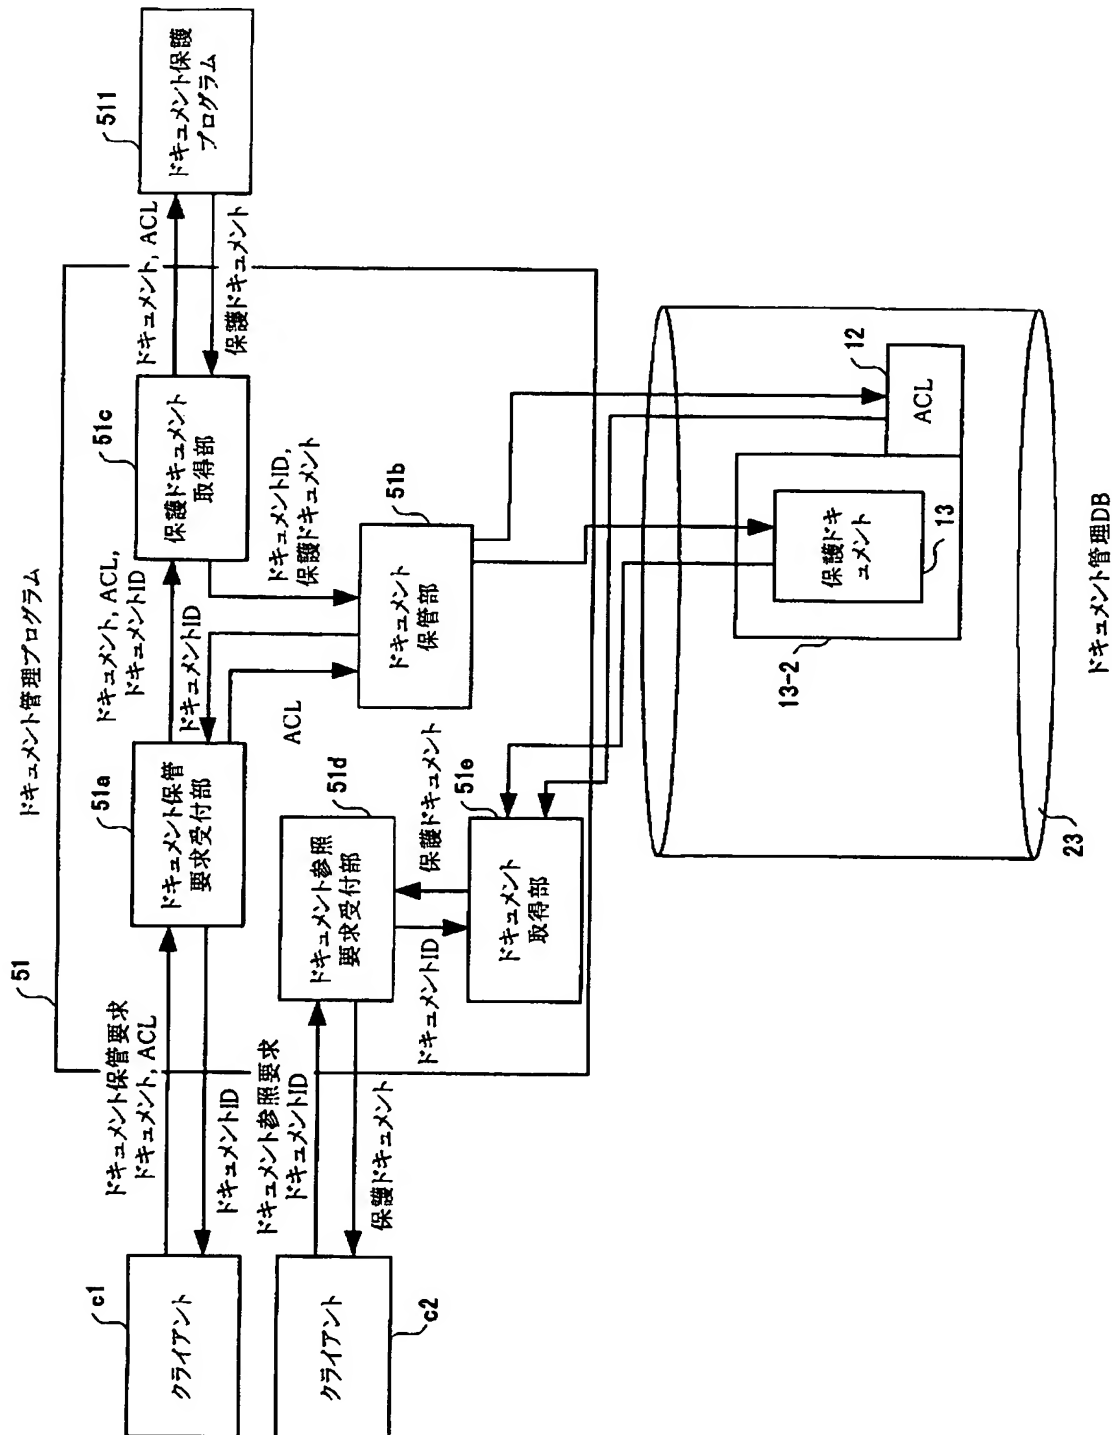 ドキュメント管理プログラム
51
c1
クライアント
ドキュメント保管要求
ドキュメント, ACL
ドキュメントID
51a
ドキュメント保管
要求受付部
ドキュメント, ACL,
ドキュメントID
ドキュメントID
ACL
51c
保護ドキュメント
取得部
ドキュメント, ACL
保護ドキュメント
511
ドキュメント保護
プログラム
ドキュメントID,
保護ドキュメント
51b
ドキュメント
保管部
c2
クライアント
ドキュメント参照要求
ドキュメントID
保護ドキュメント
51d
ドキュメント参照
要求受付部
ドキュメントID
保護ドキュメント
51e
ドキュメント
取得部
13-2
保護ドキ
ュメント
13
12
ACL
23
ドキュメント管理DB